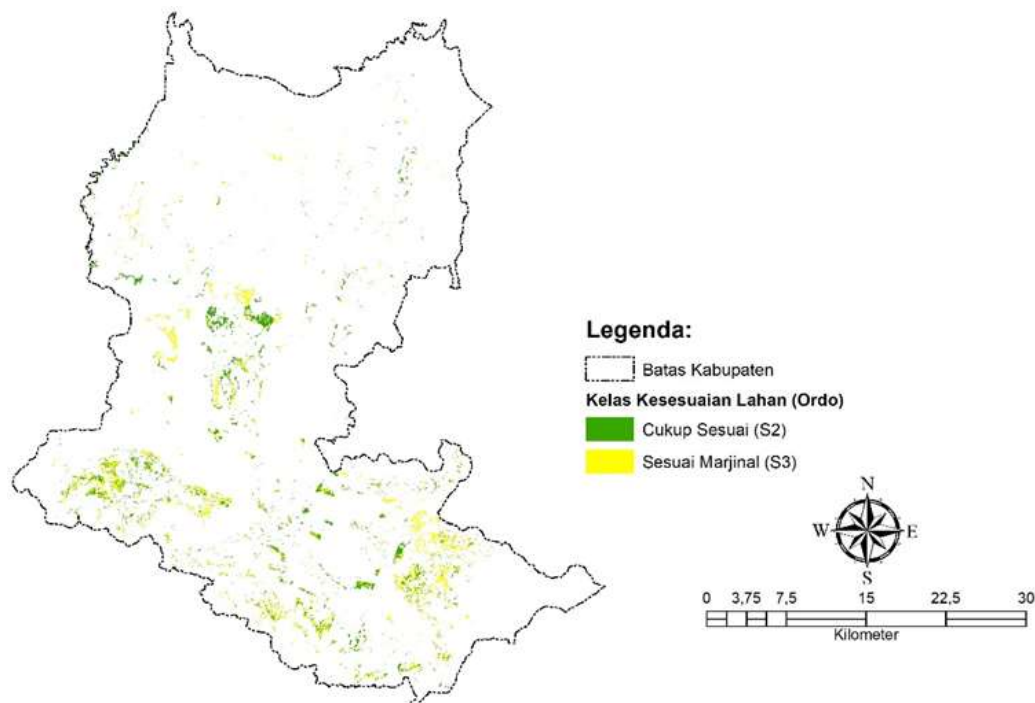 Legenda:
Batas Kabupaten
Kelas Kesesuaian Lahan (Ordo)
Cukup Sesuai (S2)
Sesuai Marjinal (S3)
N
W E
S
0 3,75 7,5 15 22,5 30
Kilometer